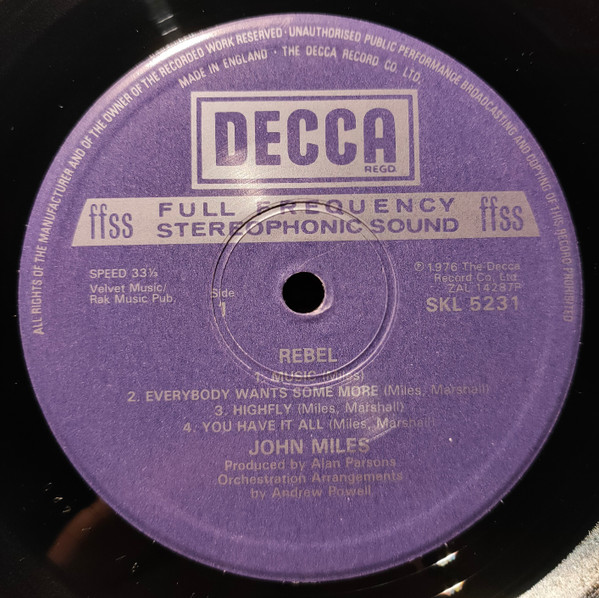 ALL RIGHTS OF THE MANUFACTURER AND OF THE OWNER OF THE RECORDED WORK RESERVED · UNAUTHORISED PUBLIC PERFORMANCE BROADCASTING AND COPYING OF THIS RECORD PROHIBITED
MADE IN ENGLAND · THE DECCA RECORD CO. LTD.
DECCA
REGD
ffss FULL FREQUENCY ffss
STEREOPHONIC SOUND
SPEED 33⅓
Velvet Music/
Rak Music Pub.
Side
1
℗ 1976 The Decca
Record Co. Ltd.
ZAL 14287P
SKL 5231
REBEL
1. MUSIC (Miles)
2. EVERYBODY WANTS SOME MORE (Miles, Marshall)
3. HIGHFLY (Miles, Marshall)
4. YOU HAVE IT ALL (Miles, Marshall)
JOHN MILES
Produced by Alan Parsons
Orchestration Arrangements
by Andrew Powell